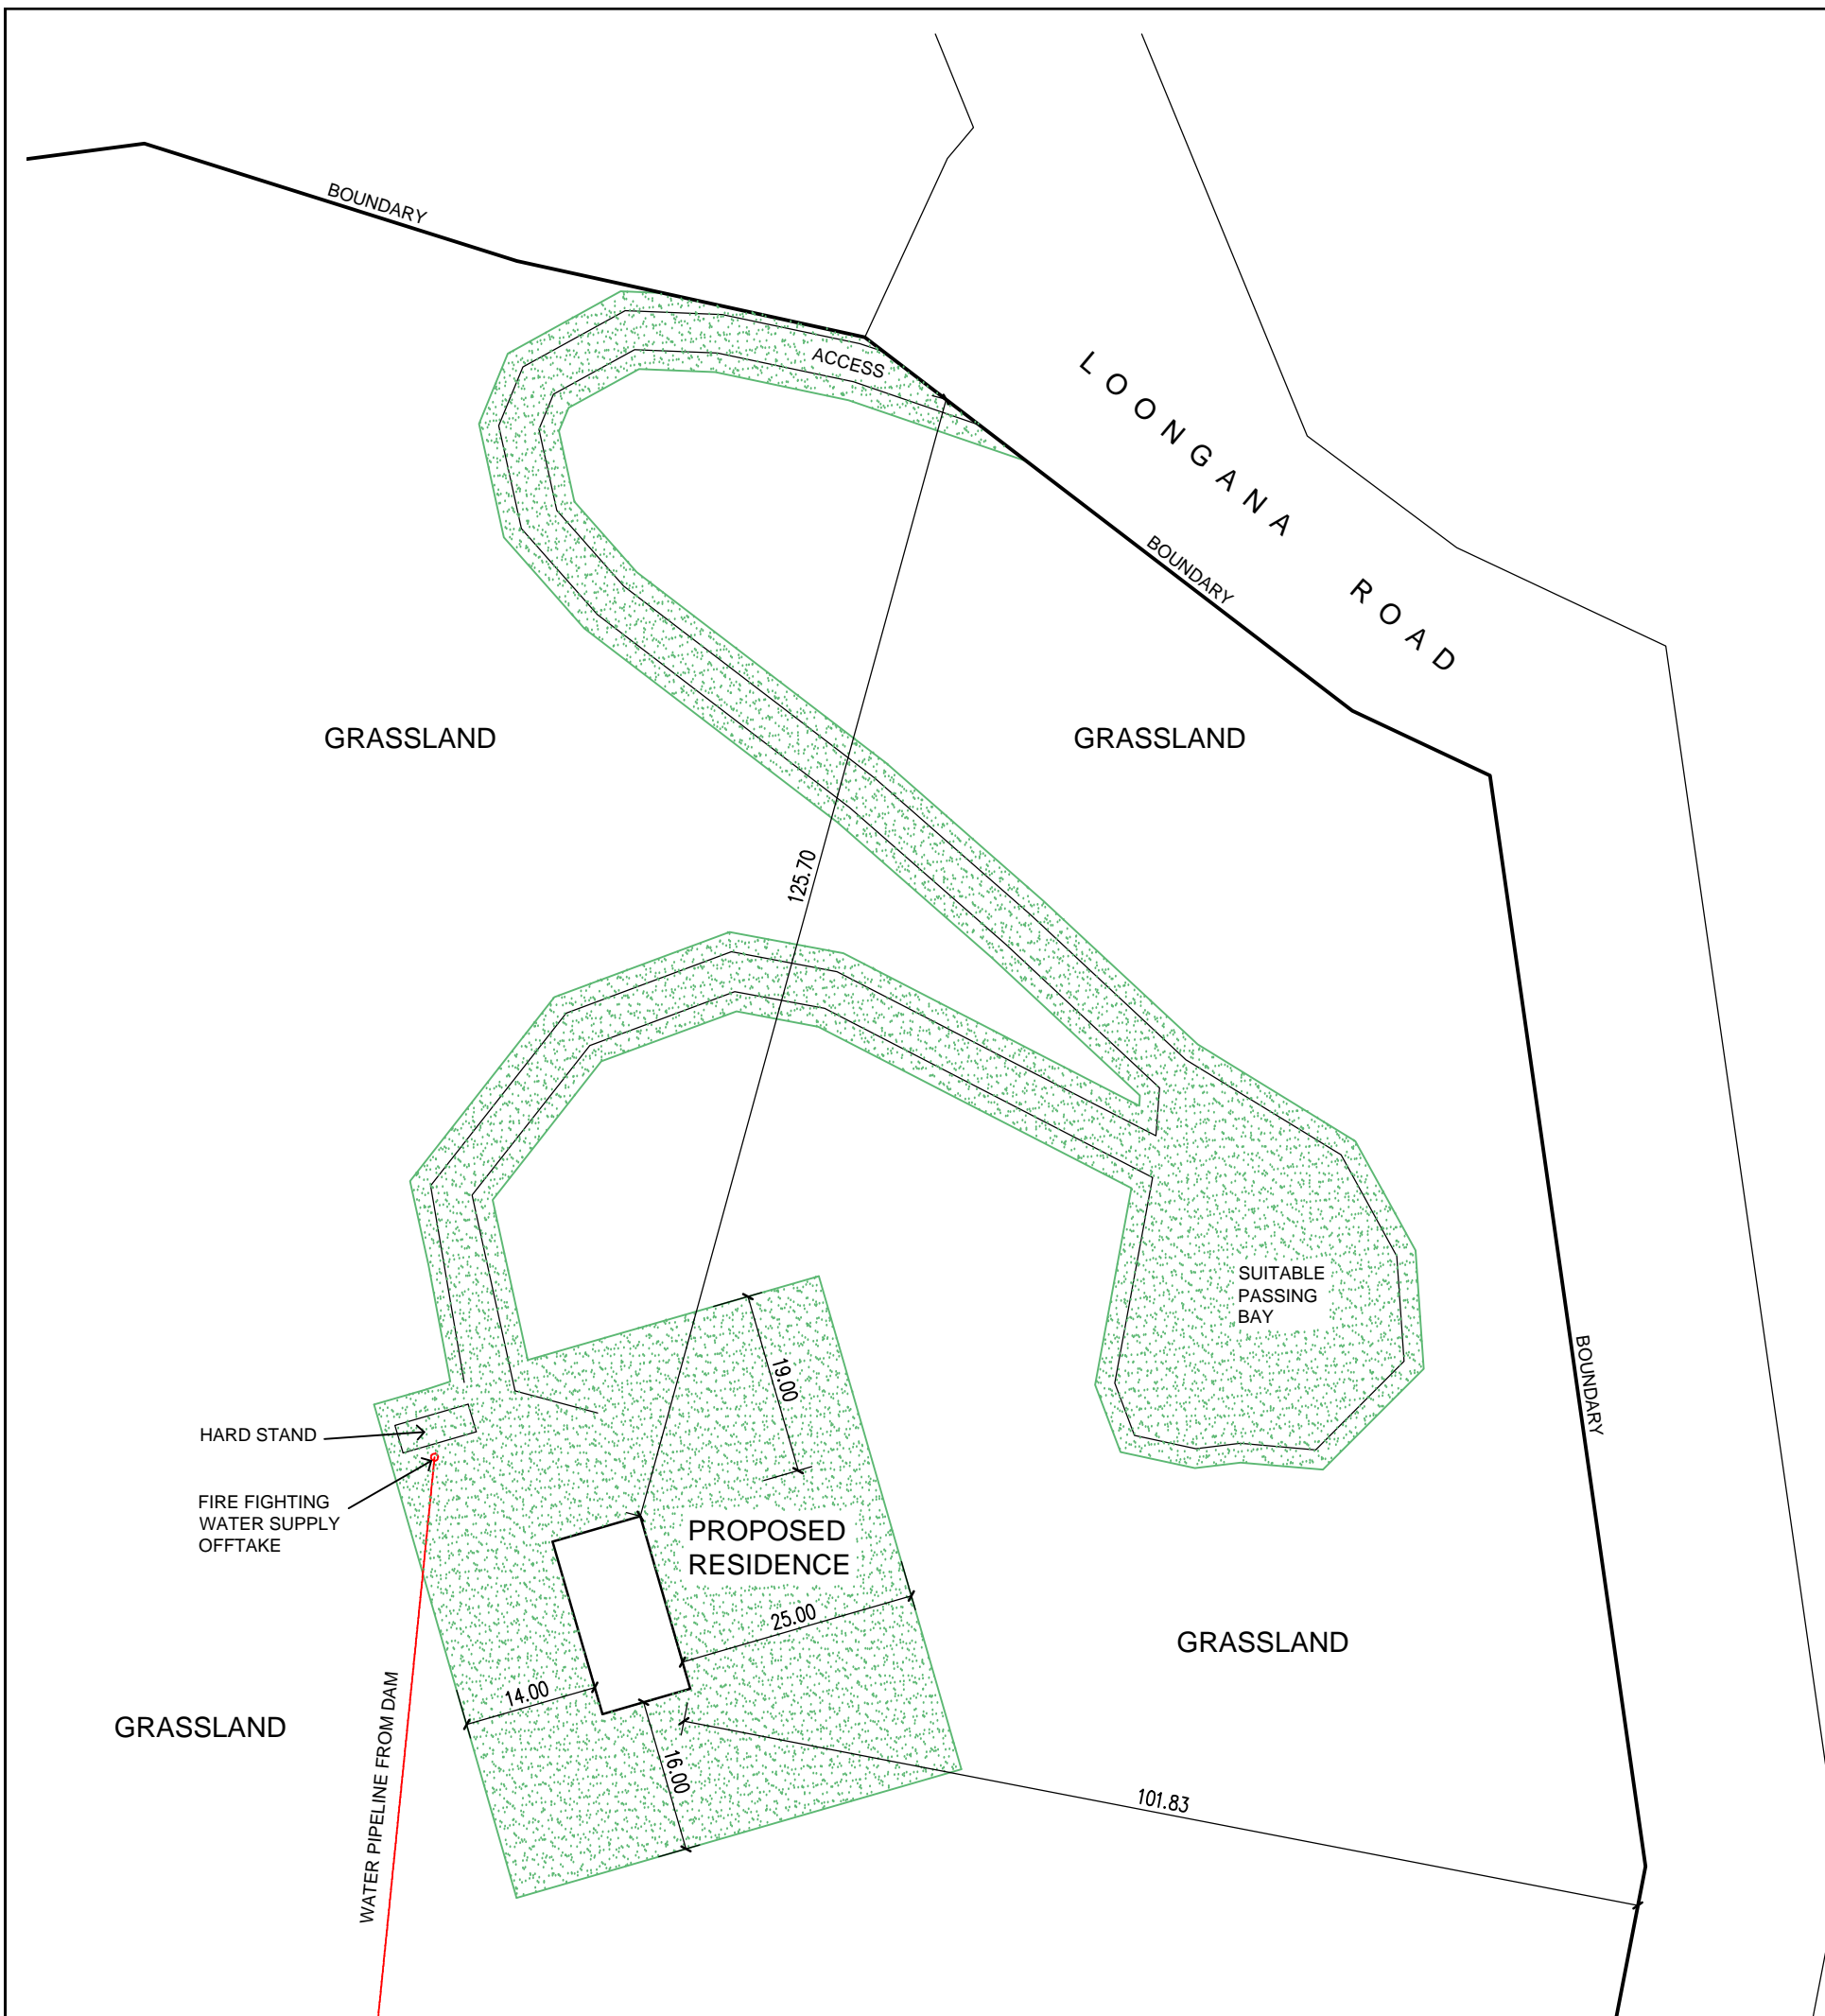 BOUNDARY
ACCESS
LOONGANA ROAD
BOUNDARY
GRASSLAND
GRASSLAND
125.70
SUITABLE
PASSING
BAY
BOUNDARY
19.00
HARD STAND
FIRE FIGHTING
WATER SUPPLY
OFFTAKE
PROPOSED
RESIDENCE
25.00
GRASSLAND
14.00
GRASSLAND
WATER PIPELINE FROM DAM
16.00
101.83